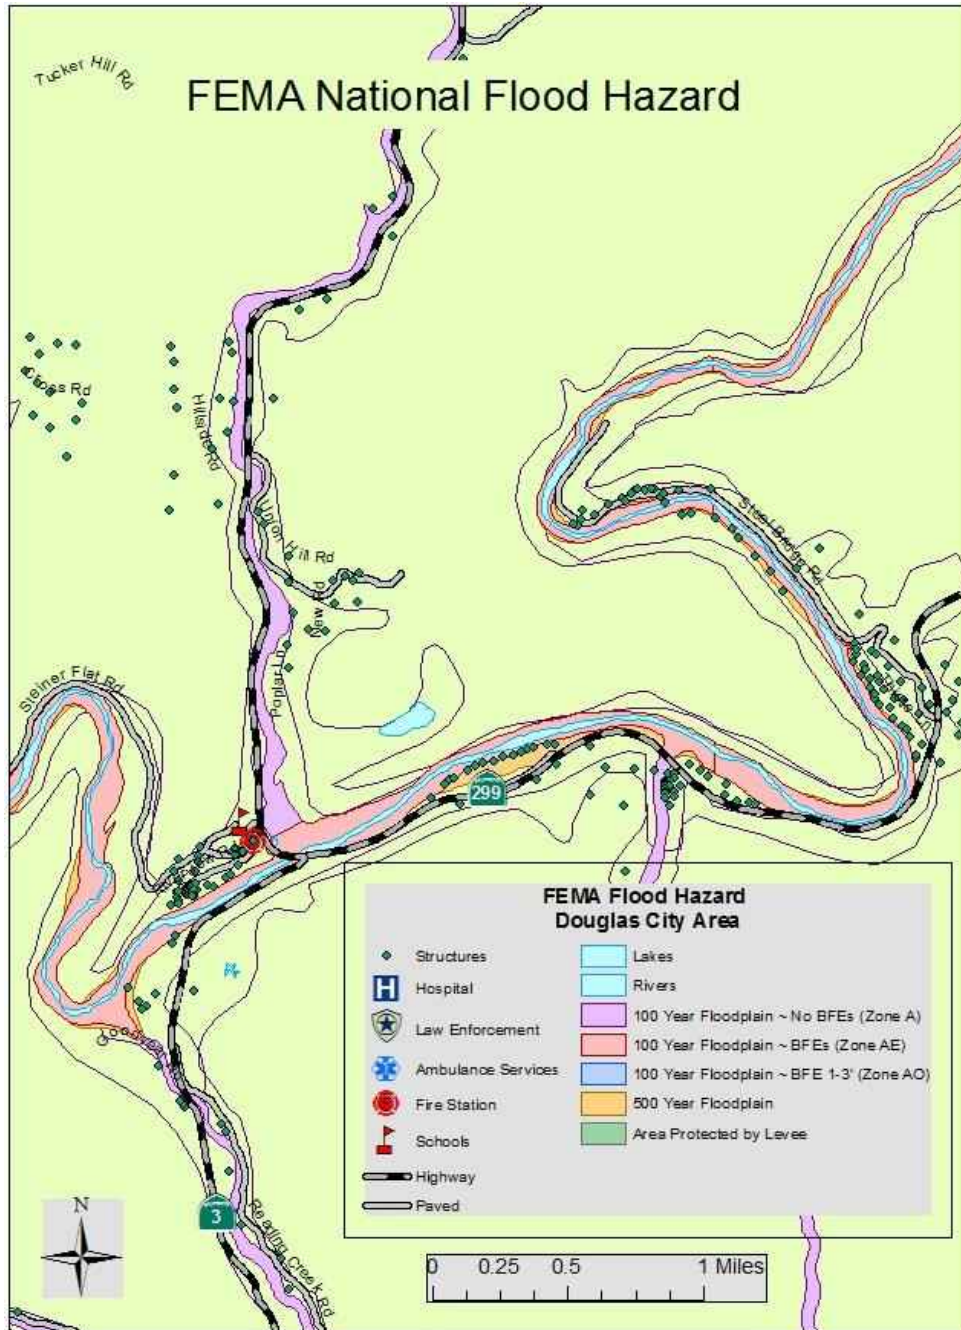 Tucker Hill Rd
FEMA National Flood Hazard
Cross Rd
Hillside Rd
Union Hill Rd
New Rd
Poplar Ln
Steel Bridge Rd
Steiner Flat Rd
299
FEMA Flood Hazard
Douglas City Area
Structures
Hospital
Law Enforcement
Ambulance Services
Fire Station
Schools
Highway
Paved
Lakes
Rivers
100 Year Floodplain ~ No BFEs (Zone A)
100 Year Floodplain ~ BFEs (Zone AE)
100 Year Floodplain ~ BFE 1-3' (Zone AO)
500 Year Floodplain
Area Protected by Levee
3
Reading Creek Rd
N
0 0.25 0.5 1 Miles